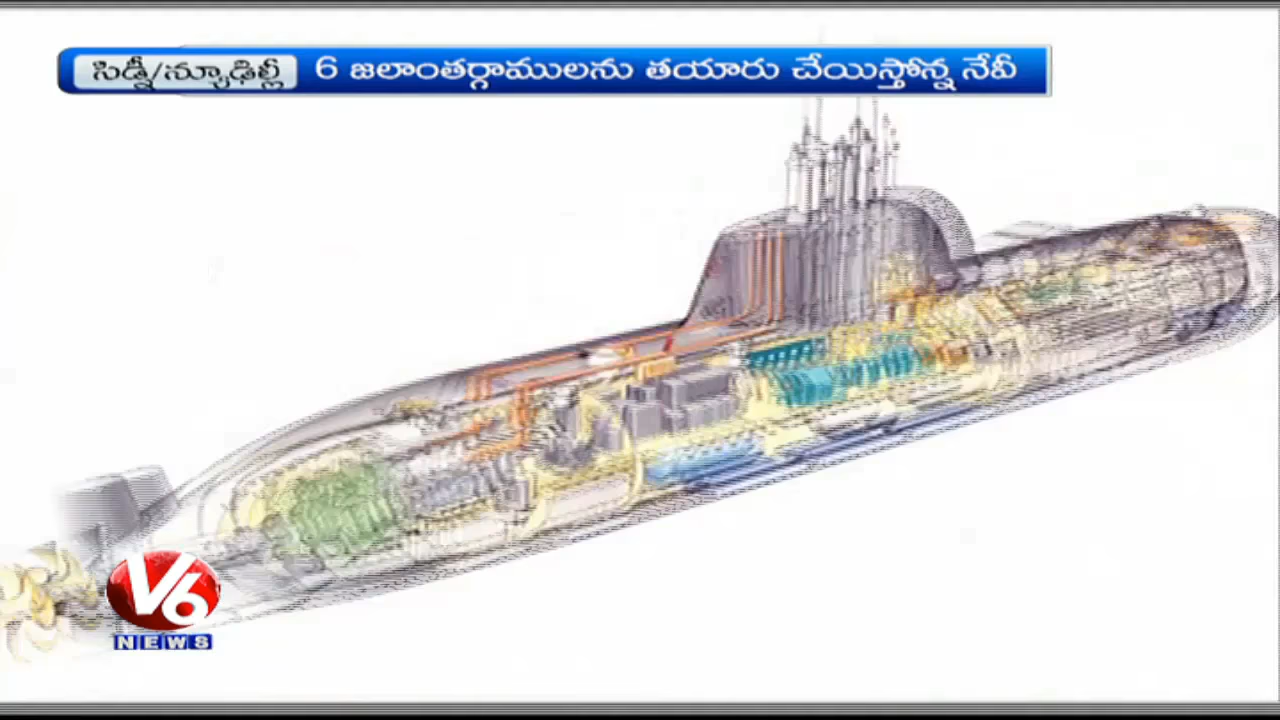 సిడ్నీ/న్యూఢిల్లీ 6 జలాంతర్గాములను తయారు చేయిస్తోన్న నేవీ
V6
NEWS